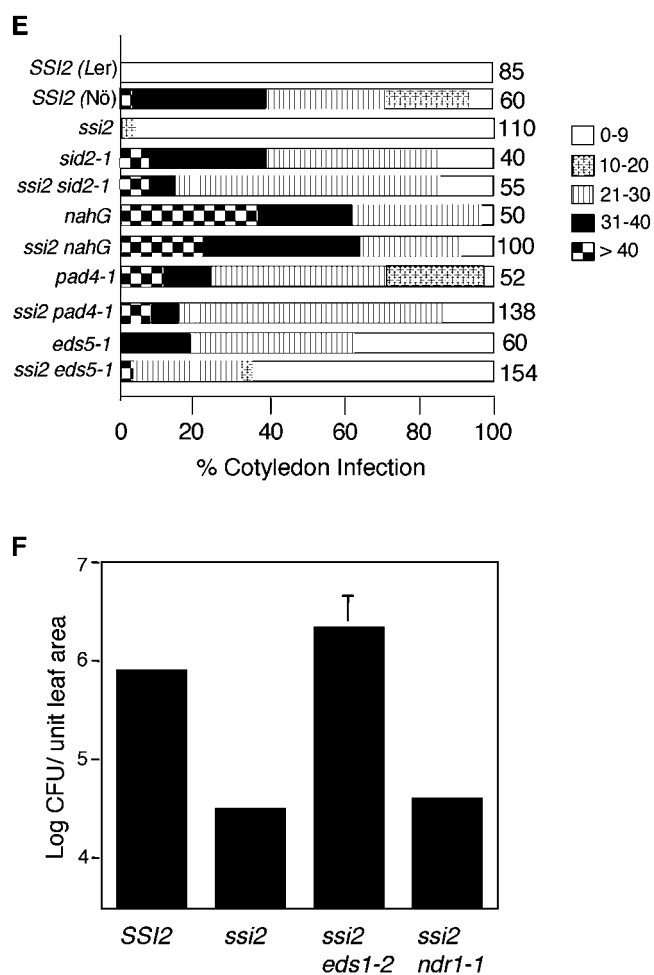 E
SSI2 (Ler) 85
SSI2 (Nö) 60
ssi2 110
sid2-1 40
ssi2 sid2-1 55
nahG 50
ssi2 nahG 100
pad4-1 52
ssi2 pad4-1 138
eds5-1 60
ssi2 eds5-1 154
0-9
10-20
21-30
31-40
> 40
0 20 40 60 80 100
% Cotyledon Infection
F
Log CFU/ unit leaf area
7
6
5
4
SSI2 ssi2 ssi2 ssi2
eds1-2 ndr1-1